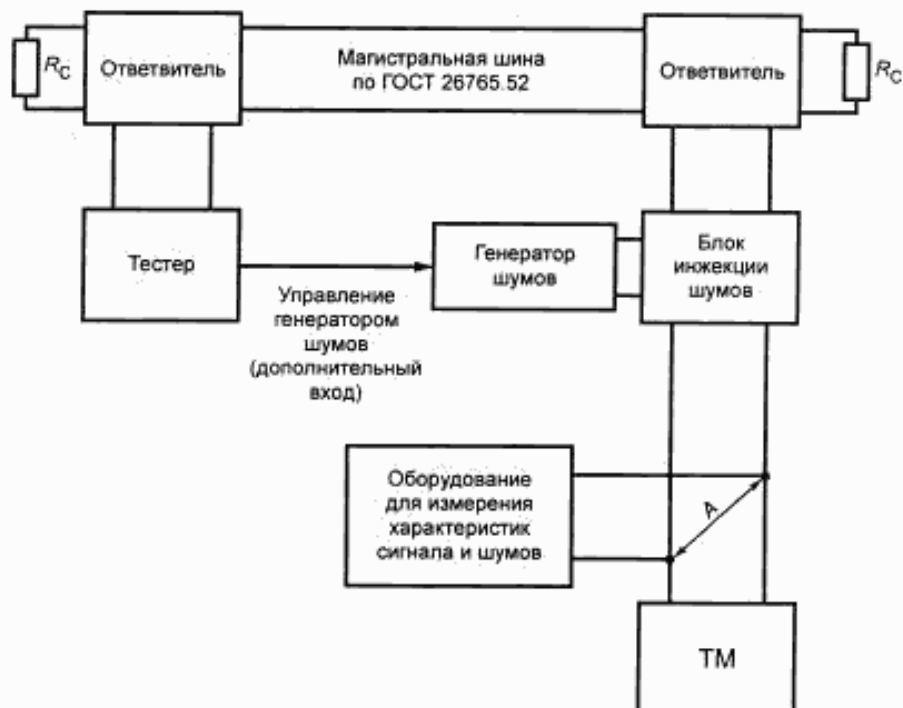 R_C
Ответвитель
Магистральная шина
по ГОСТ 26765.52
Ответвитель
R_C
Тестер
Генератор
шумов
Блок
инжекции
шумов
Управление
генератором
шумов
(дополнительный
вход)
Оборудование
для измерения
характеристик
сигнала и шумов
А
ТМ